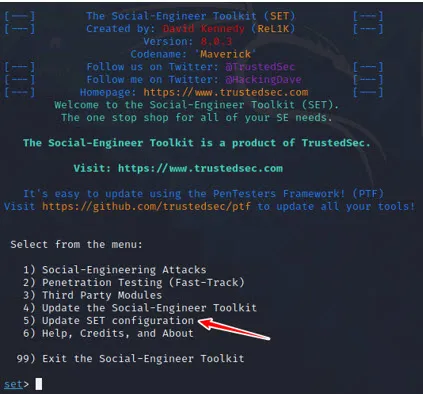 [---]        The Social-Engineer Toolkit (SET)         [---]
[---]        Created by: David Kennedy (ReL1K)         [---]
                      Version: 8.0.3
                    Codename: 'Maverick'
[---]        Follow us on Twitter: @TrustedSec         [---]
[---]        Follow me on Twitter: @HackingDave        [---]
[---]       Homepage: https://www.trustedsec.com       [---]
        Welcome to the Social-Engineer Toolkit (SET).
         The one stop shop for all of your SE needs.
   The Social-Engineer Toolkit is a product of TrustedSec.
           Visit: https://www.trustedsec.com
   It's easy to update using the PenTesters Framework! (PTF)
Visit https://github.com/trustedsec/ptf to update all your tools!
 Select from the menu:
   1) Social-Engineering Attacks
   2) Penetration Testing (Fast-Track)
   3) Third Party Modules
   4) Update the Social-Engineer Toolkit
   5) Update SET configuration
   6) Help, Credits, and About
  99) Exit the Social-Engineer Toolkit
set>